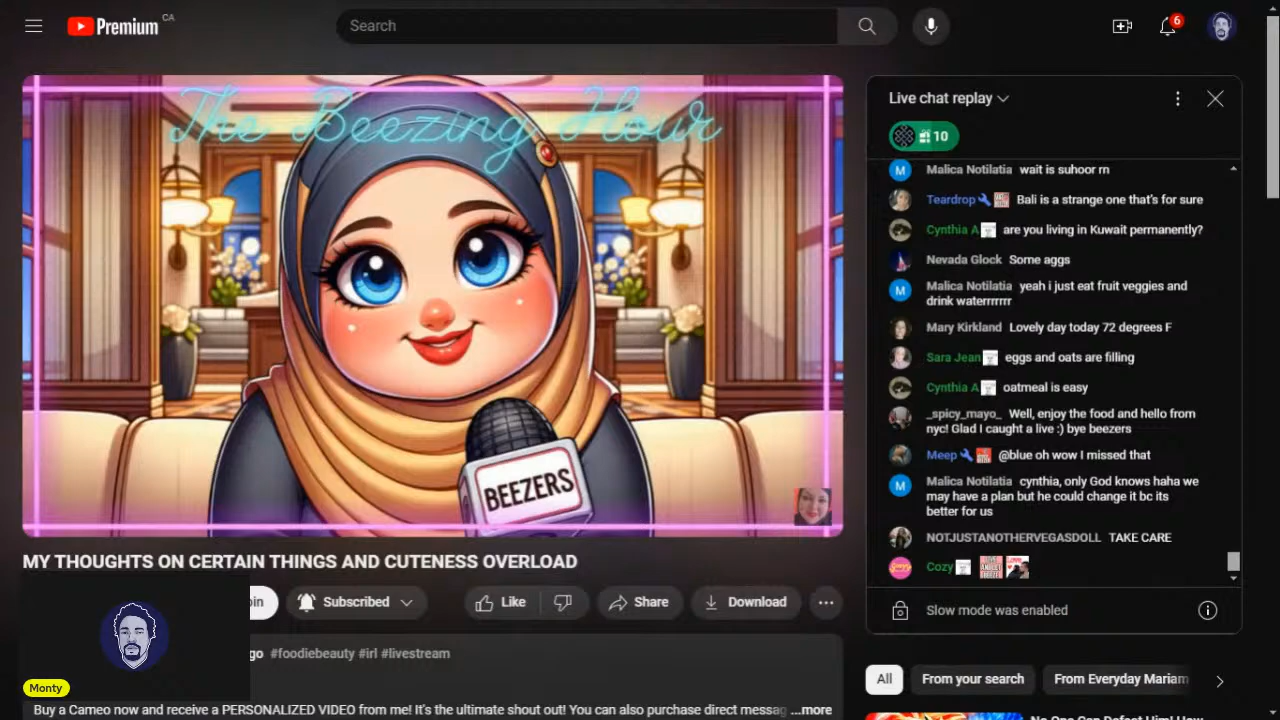 Premium CA
Search
6
The Beezing Hour
BEEZERS
MY THOUGHTS ON CERTAIN THINGS AND CUTENESS OVERLOAD
Subscribed
Like
Share
Download
#foodiebeauty #irl #livestream
Monty
Buy a Cameo now and receive a PERSONALIZED VIDEO from me! It's the ultimate shout out! You can also purchase direct messag ...more
Live chat replay
10
M Malica Notilatia wait is suhoor rn
Teardrop Bali is a strange one that's for sure
Cynthia A are you living in Kuwait permanently?
Nevada Glock Some aggs
M Malica Notilatia yeah i just eat fruit veggies and
drink waterrrrrrr
Mary Kirkland Lovely day today 72 degrees F
Sara Jean eggs and oats are filling
Cynthia A oatmeal is easy
_spicy_mayo_ Well, enjoy the food and hello from
nyc! Glad I caught a live :) bye beezers
Meep @blue oh wow I missed that
M Malica Notilatia cynthia, only God knows haha we
may have a plan but he could change it bc its
better for us
NOTJUSTANOTHERVEGASDOLL TAKE CARE
Cozy
Slow mode was enabled
All
From your search
From Everyday Mariam